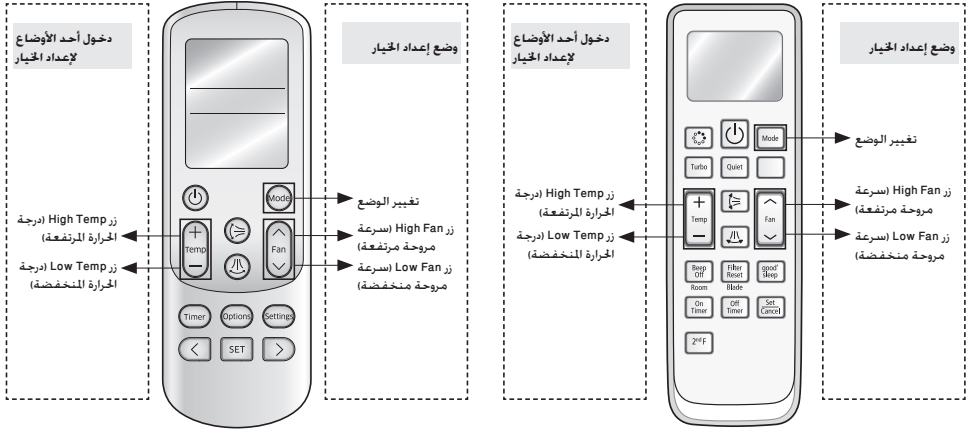 دخول أحد الأوضاع
لإعداد الخيار
وضع إعداد الخيار
Mode
تغيير الوضع
زر High Temp (درجة
الحرارة المرتفعة)
زر Low Temp (درجة
الحرارة المنخفضة)
Temp
Fan
زر High Fan (سرعة
مروحة مرتفعة)
زر Low Fan (سرعة
مروحة منخفضة)
Timer
Options
Settings
SET
دخول أحد الأوضاع
لإعداد الخيار
وضع إعداد الخيار
Mode
تغيير الوضع
Turbo
Quiet
زر High Temp (درجة
الحرارة المرتفعة)
زر Low Temp (درجة
الحرارة المنخفضة)
Temp
Fan
زر High Fan (سرعة
مروحة مرتفعة)
زر Low Fan (سرعة
مروحة منخفضة)
Beep
Off
Filter
Reset
good'
sleep
Room
Blade
On
Timer
Off
Timer
Set
Cancel
2nd F